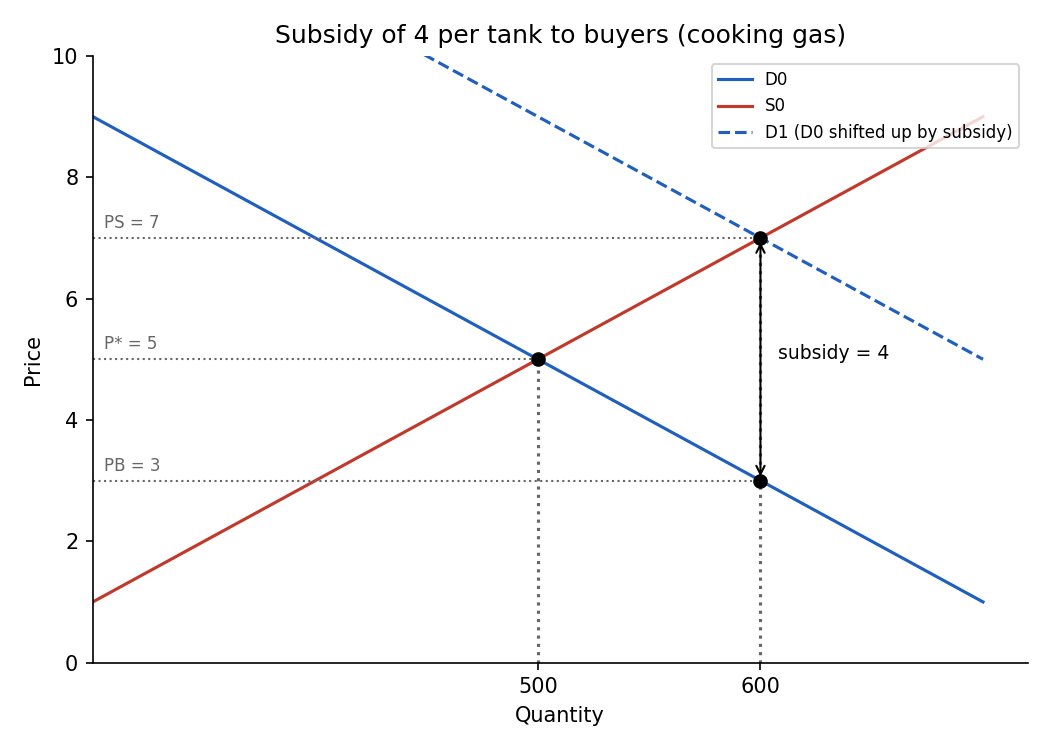 Subsidy of 4 per tank to buyers (cooking gas)
D0
S0
D1 (D0 shifted up by subsidy)
10
8
6
4
2
0
Price
PS = 7
P* = 5
PB = 3
subsidy = 4
500
600
Quantity